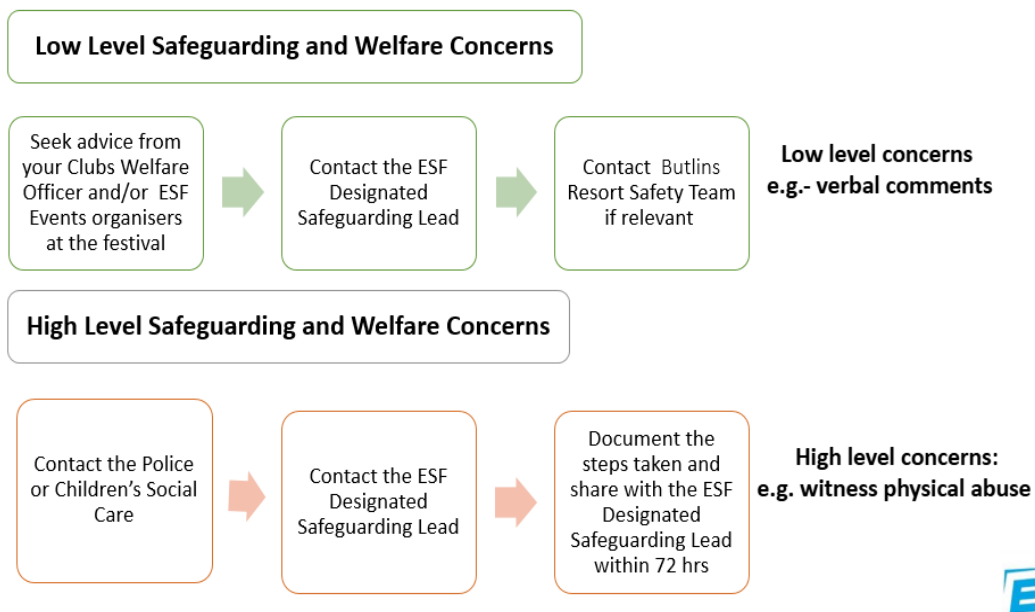 Low Level Safeguarding and Welfare Concerns
Seek advice from
your Clubs Welfare
Officer and/or ESF
Events organisers
at the festival
Contact the ESF
Designated
Safeguarding Lead
Contact Butlins
Resort Safety Team
if relevant
Low level concerns
e.g.- verbal comments
High Level Safeguarding and Welfare Concerns
Contact the Police
or Children’s Social
Care
Contact the ESF
Designated
Safeguarding Lead
Document the
steps taken and
share with the ESF
Designated
Safeguarding Lead
within 72 hrs
High level concerns:
e.g. witness physical abuse